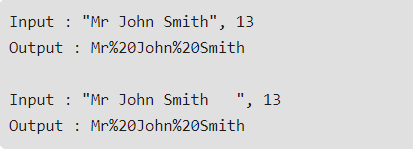 Input : "Mr John Smith", 13
Output : Mr%20John%20Smith

Input : "Mr John Smith   ", 13
Output : Mr%20John%20Smith